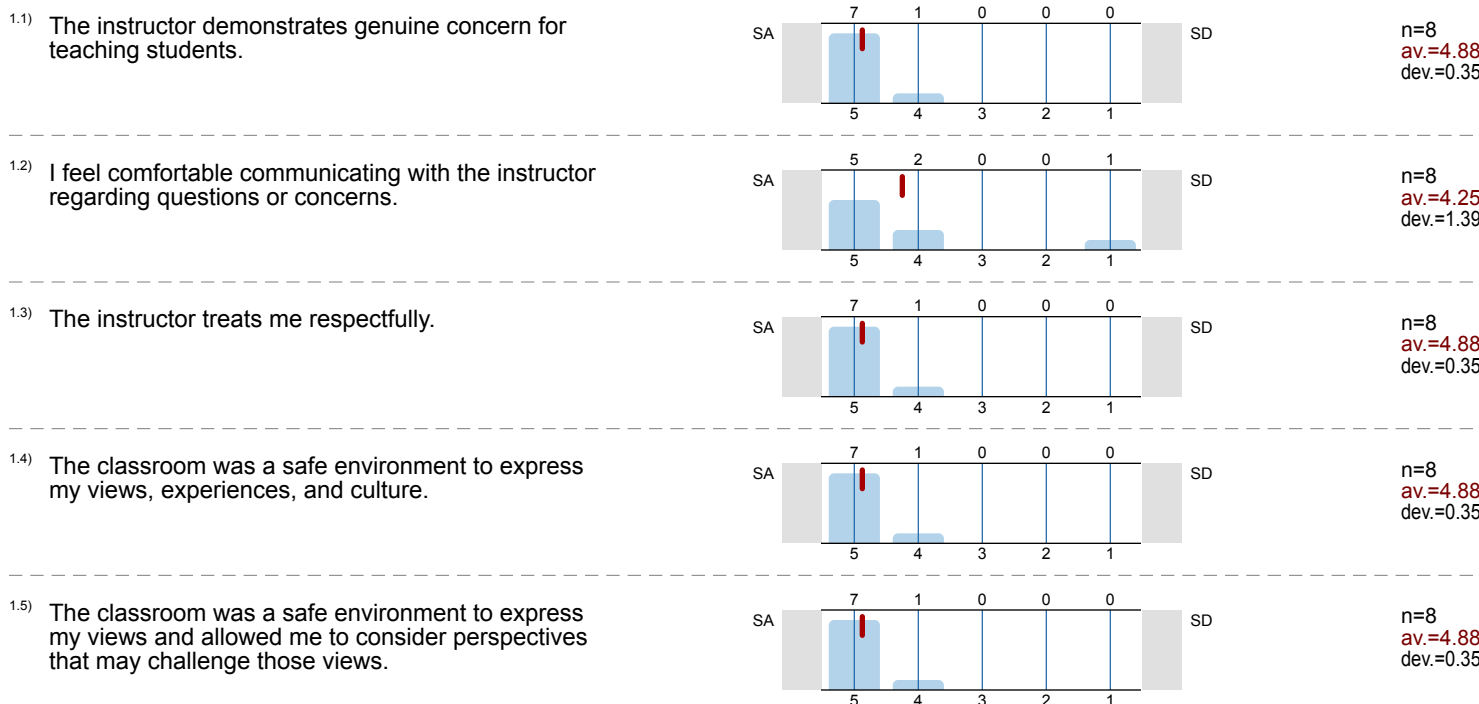 1.1) The instructor demonstrates genuine concern for
teaching students.
7 1 0 0 0
SA SD
5 4 3 2 1
n=8
av.=4.88
dev.=0.35
1.2) I feel comfortable communicating with the instructor
regarding questions or concerns.
5 2 0 0 1
SA SD
5 4 3 2 1
n=8
av.=4.25
dev.=1.39
1.3) The instructor treats me respectfully.
7 1 0 0 0
SA SD
5 4 3 2 1
n=8
av.=4.88
dev.=0.35
1.4) The classroom was a safe environment to express
my views, experiences, and culture.
7 1 0 0 0
SA SD
5 4 3 2 1
n=8
av.=4.88
dev.=0.35
1.5) The classroom was a safe environment to express
my views and allowed me to consider perspectives
that may challenge those views.
7 1 0 0 0
SA SD
5 4 3 2 1
n=8
av.=4.88
dev.=0.35